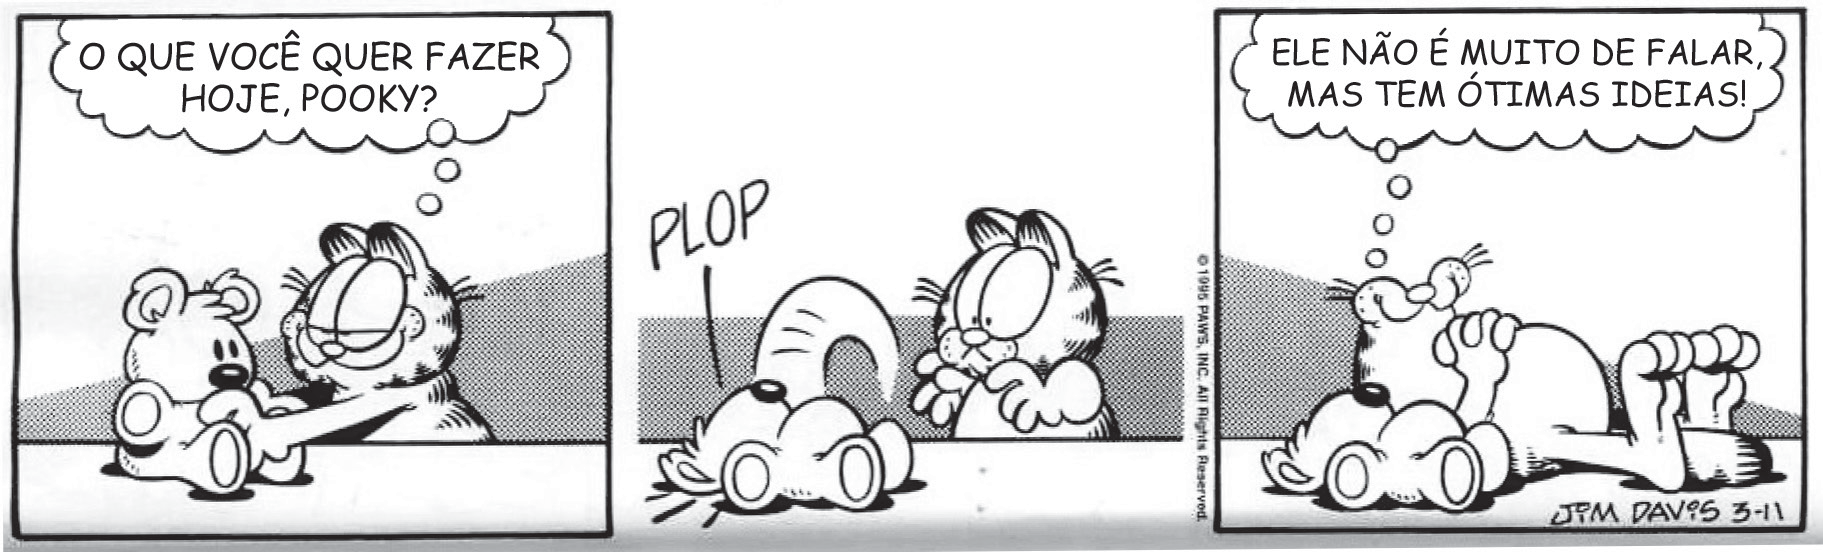 O QUE VOCÊ QUER FAZER
HOJE, POOKY?
PLOP
© 1995 PAWS, INC. All Rights Reserved.
ELE NÃO É MUITO DE FALAR,
MAS TEM ÓTIMAS IDEIAS!
JIM DAVIS 3-11